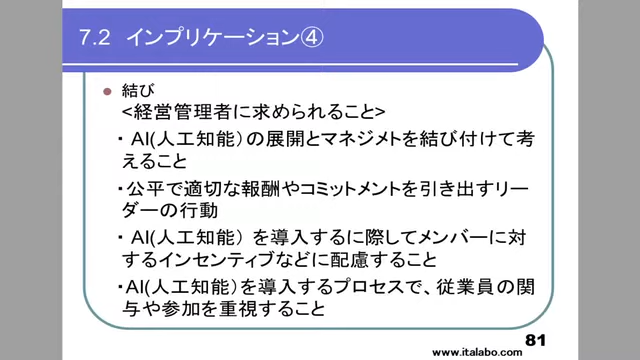 7.2 インプリケーション④
結び
<経営管理者に求められること>
・ AI(人工知能）の展開とマネジメトを結び付けて考
えること
・公平で適切な報酬やコミットメントを引き出すリー
ダーの行動
・ AI(人工知能） を導入するに際してメンバーに対
するインセンティブなどに配慮すること
・AI(人工知能）を導入するプロセスで、従業員の関
与や参加を重視すること
81
www.italabo.com